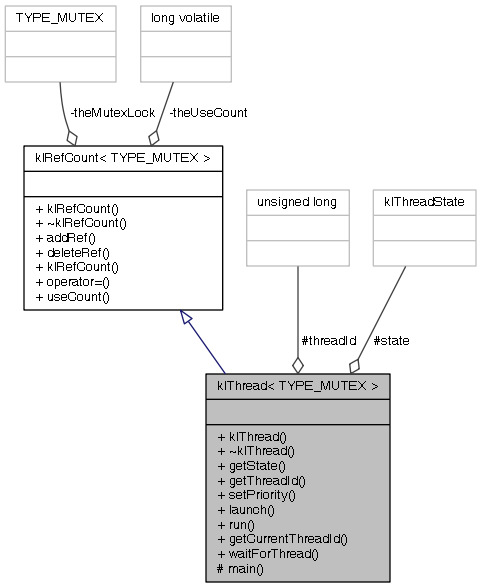 TYPE_MUTEX
long volatile
-theMutexLock
-theUseCount
klRefCount< TYPE_MUTEX >
+ klRefCount()
+ ~klRefCount()
+ addRef()
+ deleteRef()
+ klRefCount()
+ operator=()
+ useCount()
unsigned long
klThreadState
#threadId
#state
klThread< TYPE_MUTEX >
+ klThread()
+ ~klThread()
+ getState()
+ getThreadId()
+ setPriority()
+ launch()
+ run()
+ getCurrentThreadId()
+ waitForThread()
# main()